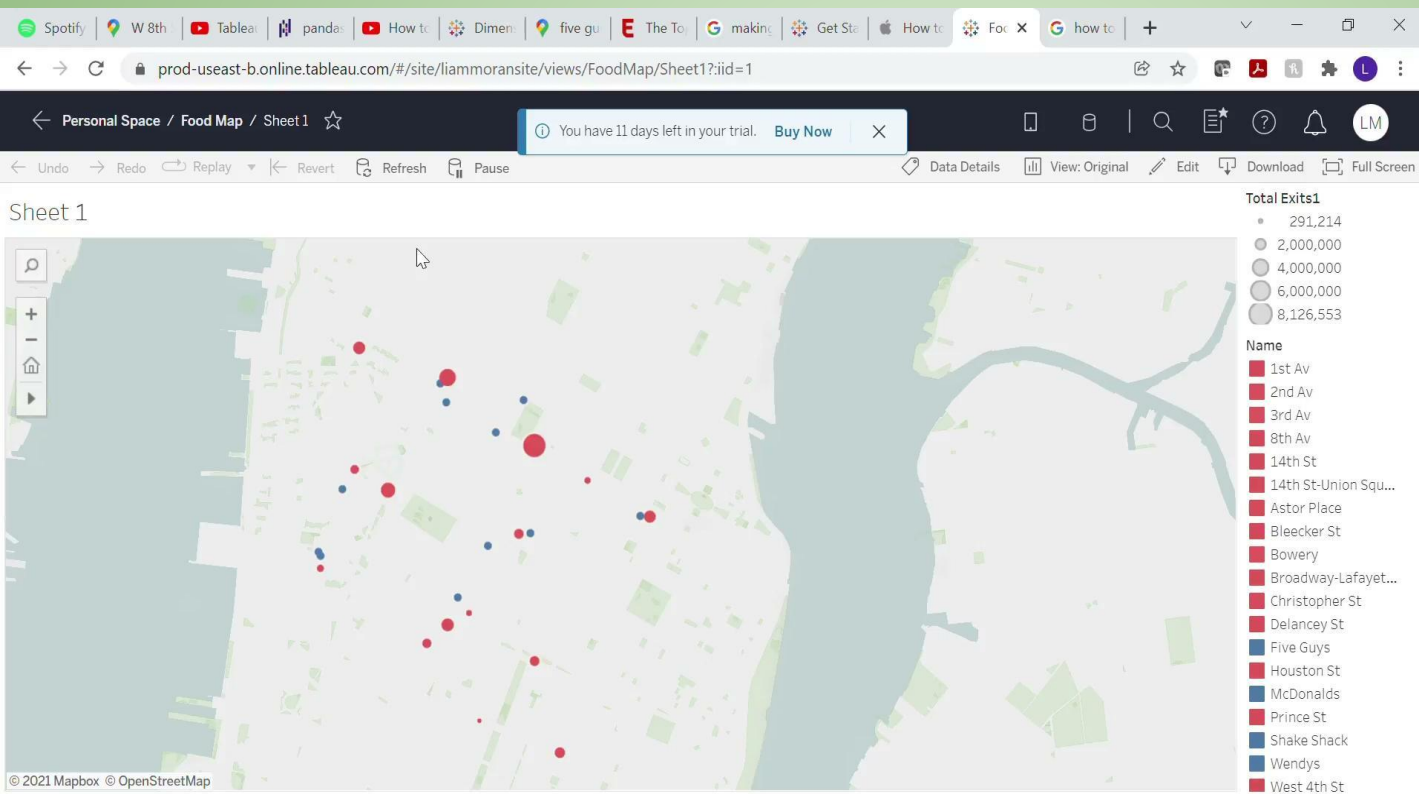 Spotify W 8th Tableau pandas How to Dimen five gu The To making Get Sta How to Foo how to
prod-useast-b.online.tableau.com/#/site/liammoransite/views/FoodMap/Sheet1?:iid=1
L
Personal Space / Food Map / Sheet 1
You have 11 days left in your trial. Buy Now
LM
Undo Redo Replay Revert Refresh Pause Data Details View: Original Edit Download Full Screen
Sheet 1
Total Exits1
291,214
2,000,000
4,000,000
6,000,000
8,126,553
Name
1st Av
2nd Av
3rd Av
8th Av
14th St
14th St-Union Squ...
Astor Place
Bleecker St
Bowery
Broadway-Lafayet...
Christopher St
Delancey St
Five Guys
Houston St
McDonalds
Prince St
Shake Shack
Wendys
West 4th St
© 2021 Mapbox © OpenStreetMap